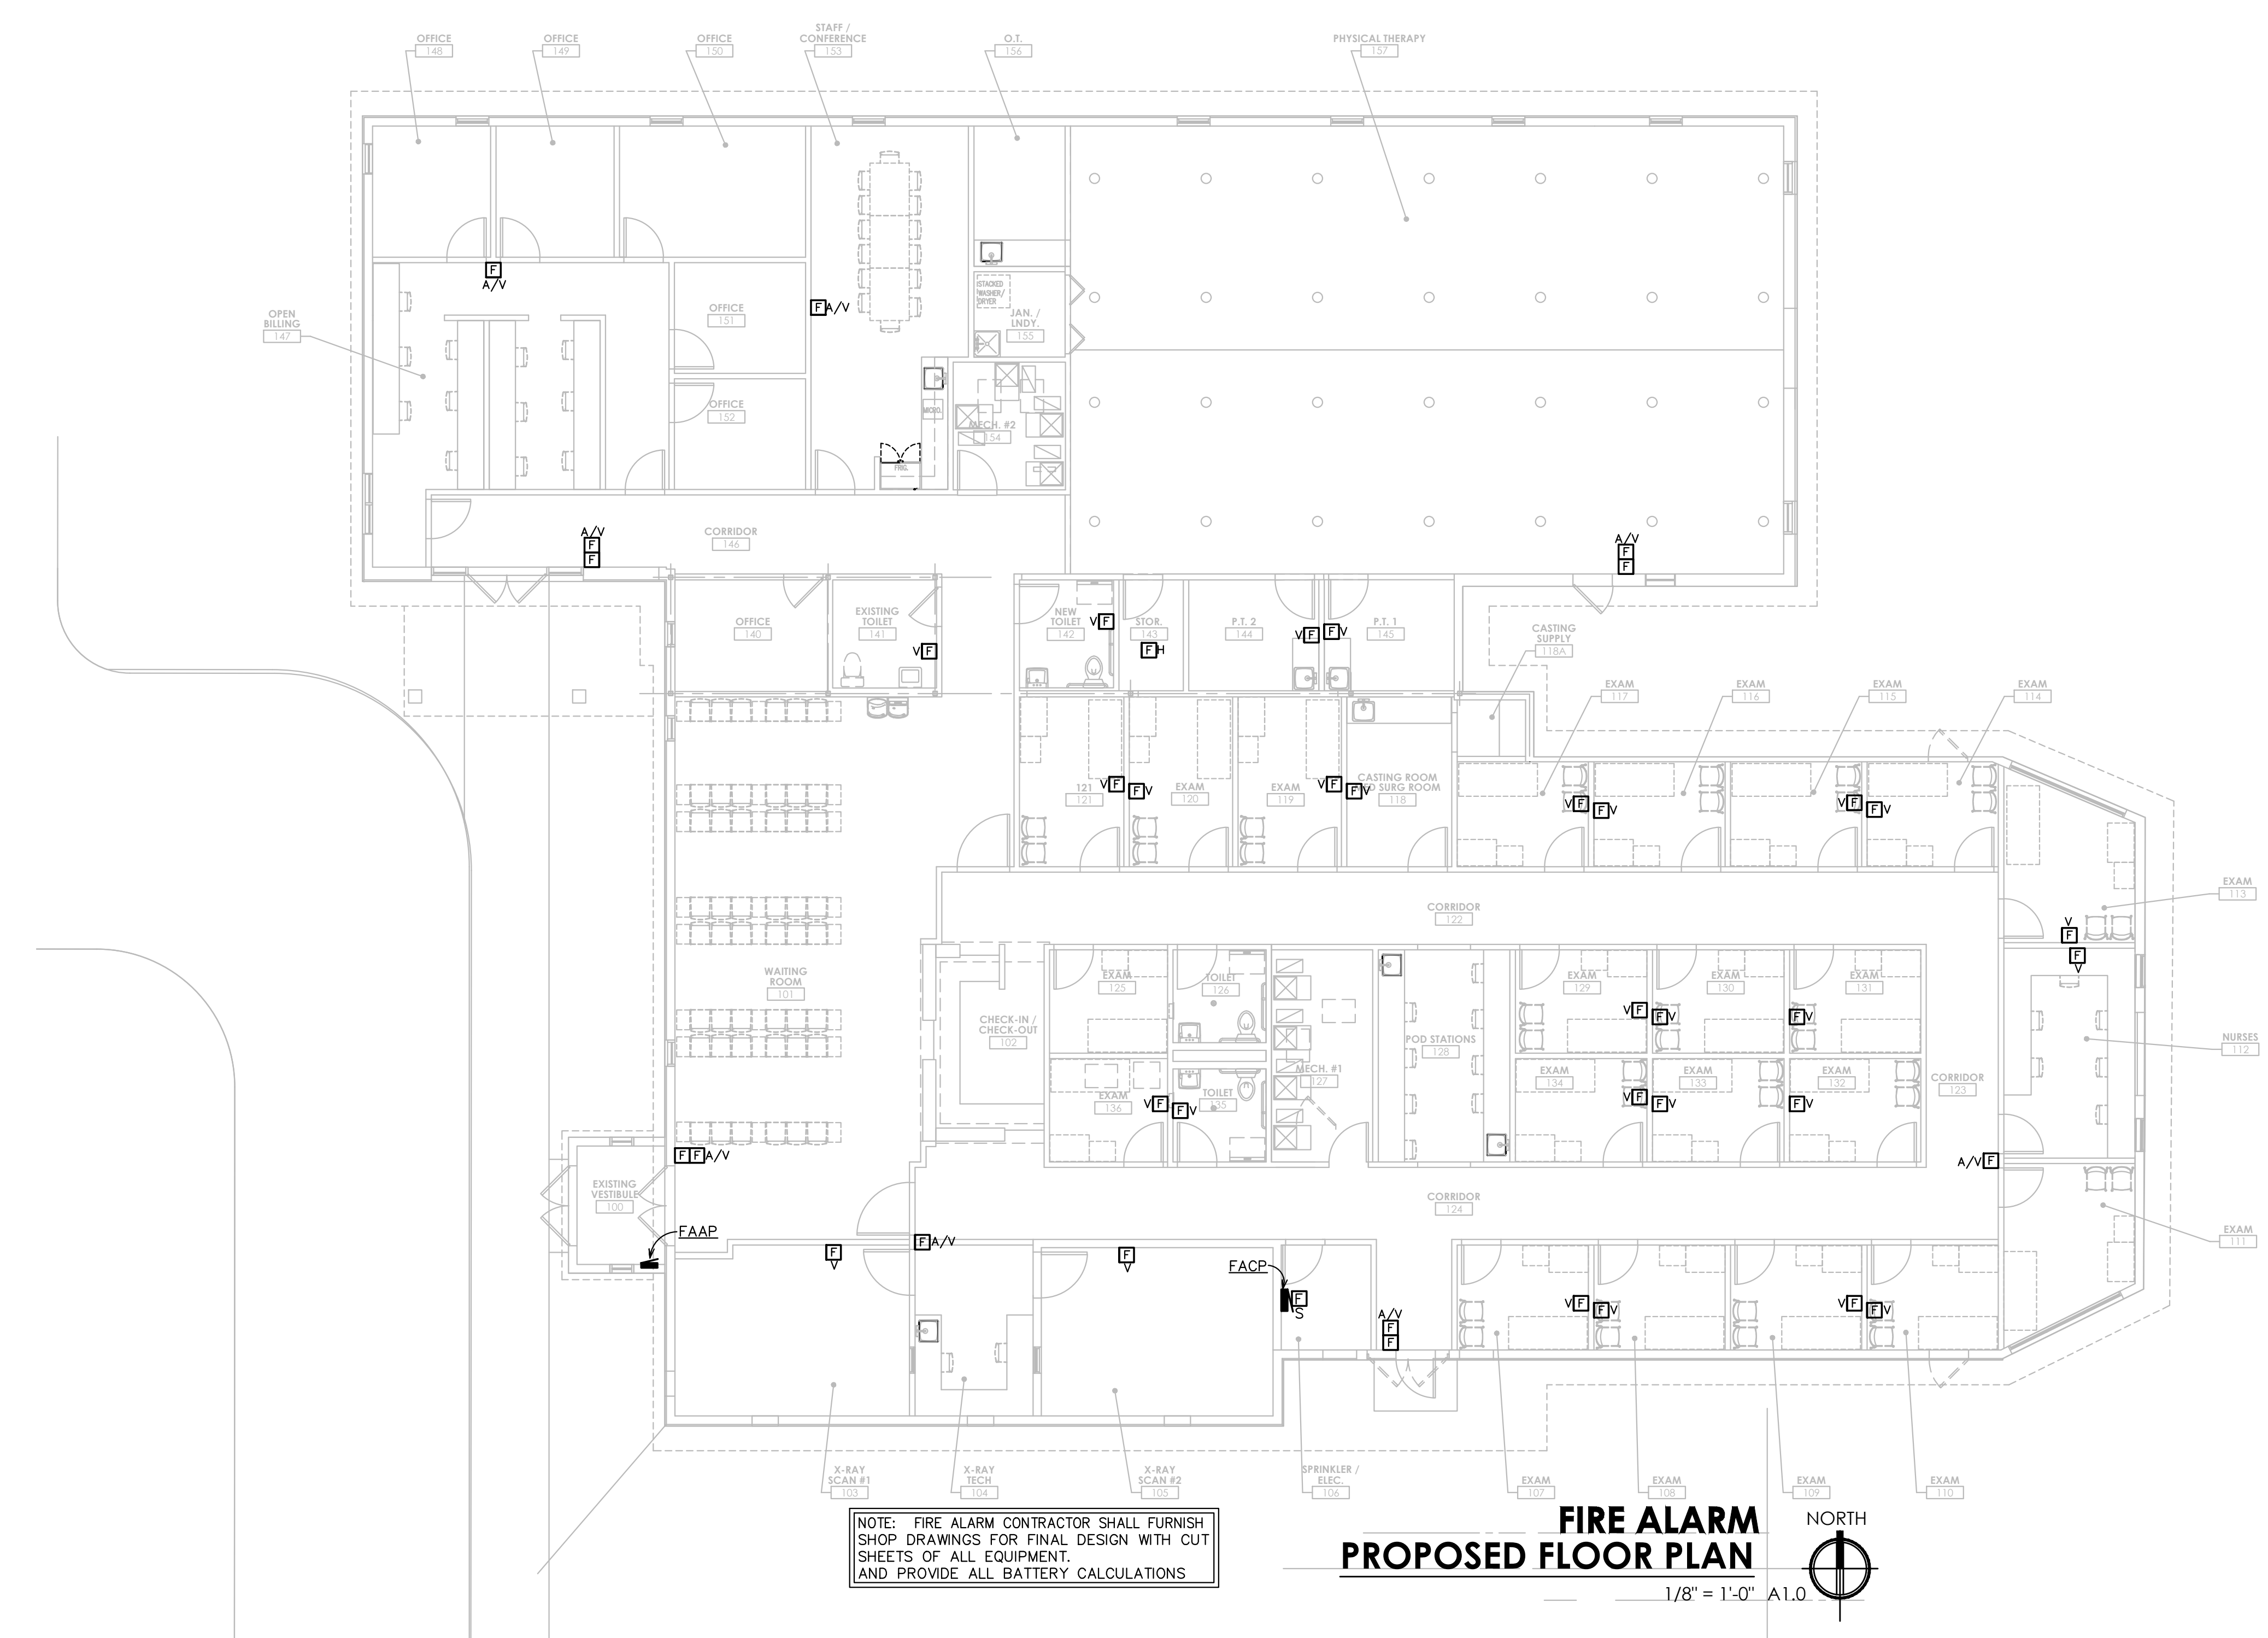 OFFICE
148
OFFICE
149
OFFICE
150
STAFF /
CONFERENCE
153
O.T.
156
PHYSICAL THERAPY
157
F
A/V
F A/V
OPEN
BILLING
147
OFFICE
151
OFFICE
152
STACKED
WASHER/
DRYER
JAN. /
LNDY.
155
MICRO.
MECH. #2
154
FRIG.
CORRIDOR
146
A/V
F
F
A/V
F
F
OFFICE
140
EXISTING
TOILET
141
V F
NEW
TOILET
142
V F
STOR.
143
F H
P.T. 2
144
V F
F V
P.T. 1
145
CASTING
SUPPLY
118A
EXAM
117
EXAM
116
EXAM
115
EXAM
114
121
121
V F
F V
EXAM
120
EXAM
119
V F
F V
CASTING ROOM
SURG ROOM
118
V F
F V
V F
F V
EXAM
113
CORRIDOR
122
V
F
F
V
WAITING
ROOM
101
CHECK-IN /
CHECK-OUT
102
EXAM
125
TOILET
126
MECH. #1
127
POD STATIONS
128
EXAM
129
V F
F V
EXAM
130
F V
EXAM
131
NURSES
112
EXAM
136
V F
F V
TOILET
135
EXAM
134
V F
F V
EXAM
133
F V
EXAM
132
CORRIDOR
123
F F A/V
A/V F
EXISTING
VESTIBULE
100
FAAP
CORRIDOR
124
EXAM
111
F
V
F A/V
F
V
FACP
F
S
A/V
F
F
V F
F V
V F
F V
X-RAY
SCAN #1
103
X-RAY
TECH
104
X-RAY
SCAN #2
105
SPRINKLER /
ELEC.
106
EXAM
107
EXAM
108
EXAM
109
EXAM
110
NOTE: FIRE ALARM CONTRACTOR SHALL FURNISH
SHOP DRAWINGS FOR FINAL DESIGN WITH CUT
SHEETS OF ALL EQUIPMENT.
AND PROVIDE ALL BATTERY CALCULATIONS
FIRE ALARM
PROPOSED FLOOR PLAN
1/8" = 1'-0" A1.0
NORTH